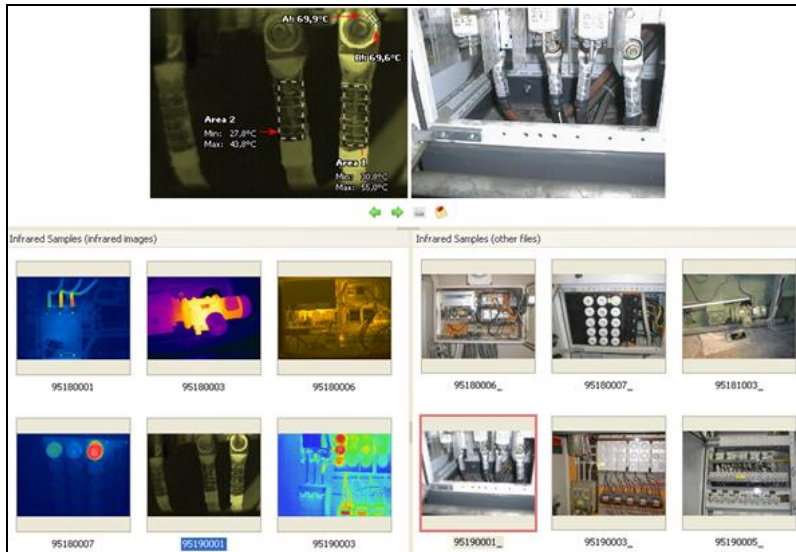 A1: 69,9°C
B1: 69,6°C
Area 2
Min: 27,8°C
Max: 43,8°C
Area 1
Min: 30,8°C
Max: 55,0°C
Infrared Samples (infrared images)
Infrared Samples (other files)
95180001
95180003
95180006
95180006_
95180007_
95181003_
95180007
95190001
95190003
95190001_
95190003_
95190005_